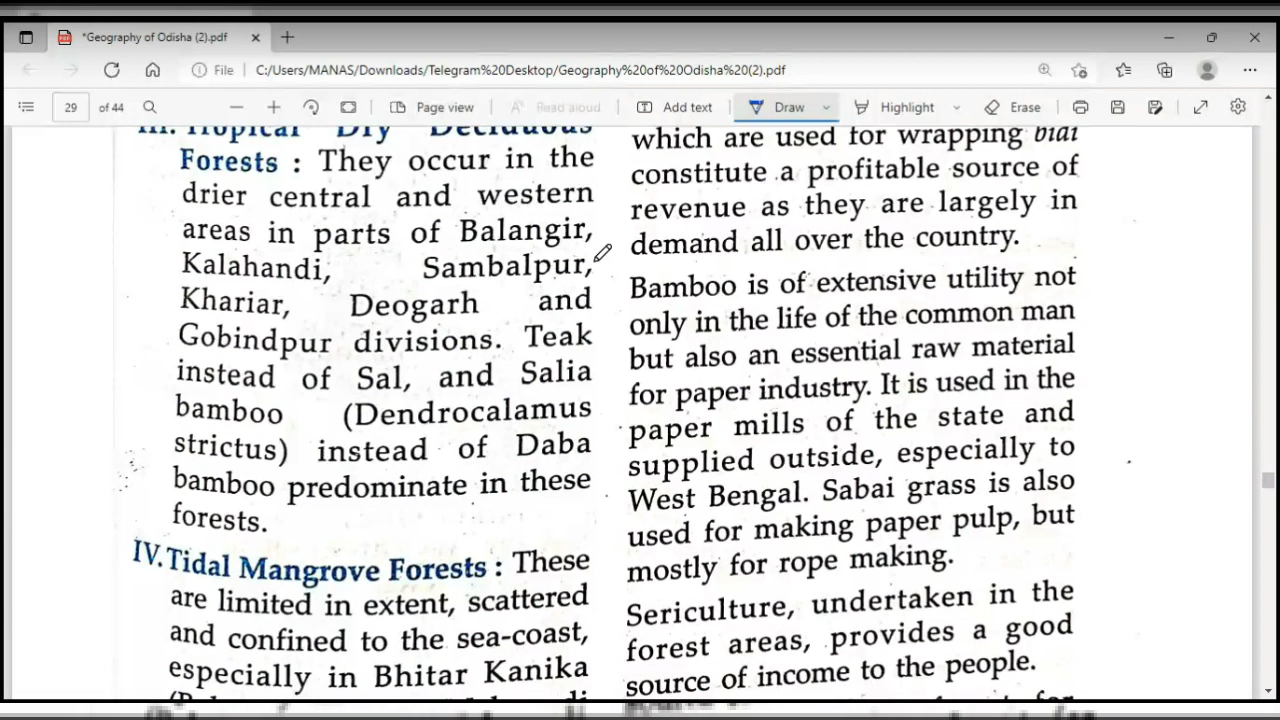 *Geography of Odisha (2).pdf
File C:/Users/MANAS/Downloads/Telegram%20Desktop/Geography%20of%20Odisha%20(2).pdf
29 of 44 Page view Read aloud Add text Draw Highlight Erase
III. Tropical Dry Deciduous
Forests : They occur in the
drier central and western
areas in parts of Balangir,
Kalahandi, Sambalpur,
Khariar, Deogarh and
Gobindpur divisions. Teak
instead of Sal, and Salia
bamboo (Dendrocalamus
strictus) instead of Daba
bamboo predominate in these
forests.
IV. Tidal Mangrove Forests : These
are limited in extent, scattered
and confined to the sea-coast,
especially in Bhitar Kanika
which are used for wrapping bidi
constitute a profitable source of
revenue as they are largely in
demand all over the country.
Bamboo is of extensive utility not
only in the life of the common man
but also an essential raw material
for paper industry. It is used in the
paper mills of the state and
supplied outside, especially to
West Bengal. Sabai grass is also
used for making paper pulp, but
mostly for rope making.
Sericulture, undertaken in the
forest areas, provides a good
source of income to the people.